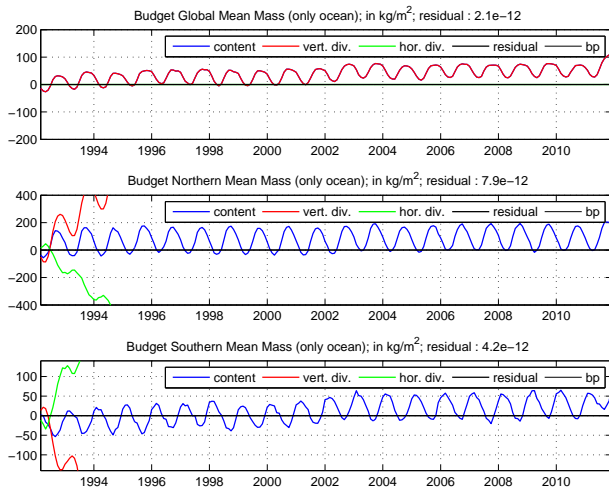 Budget Global Mean Mass (only ocean); in kg/m²; residual : 2.1e−12
200
100
0
−100
200
content vert. div. hor. div. residual bp
1994 1996 1998 2000 2002 2004 2006 2008 2010
Budget Northern Mean Mass (only ocean); in kg/m²; residual : 7.9e−12
400
200
0
−200
−400
content vert. div. hor. div. residual bp
1994 1996 1998 2000 2002 2004 2006 2008 2010
Budget Southern Mean Mass (only ocean); in kg/m²; residual : 4.2e−12
100
50
0
−50
−100
content vert. div. hor. div. residual bp
1994 1996 1998 2000 2002 2004 2006 2008 2010